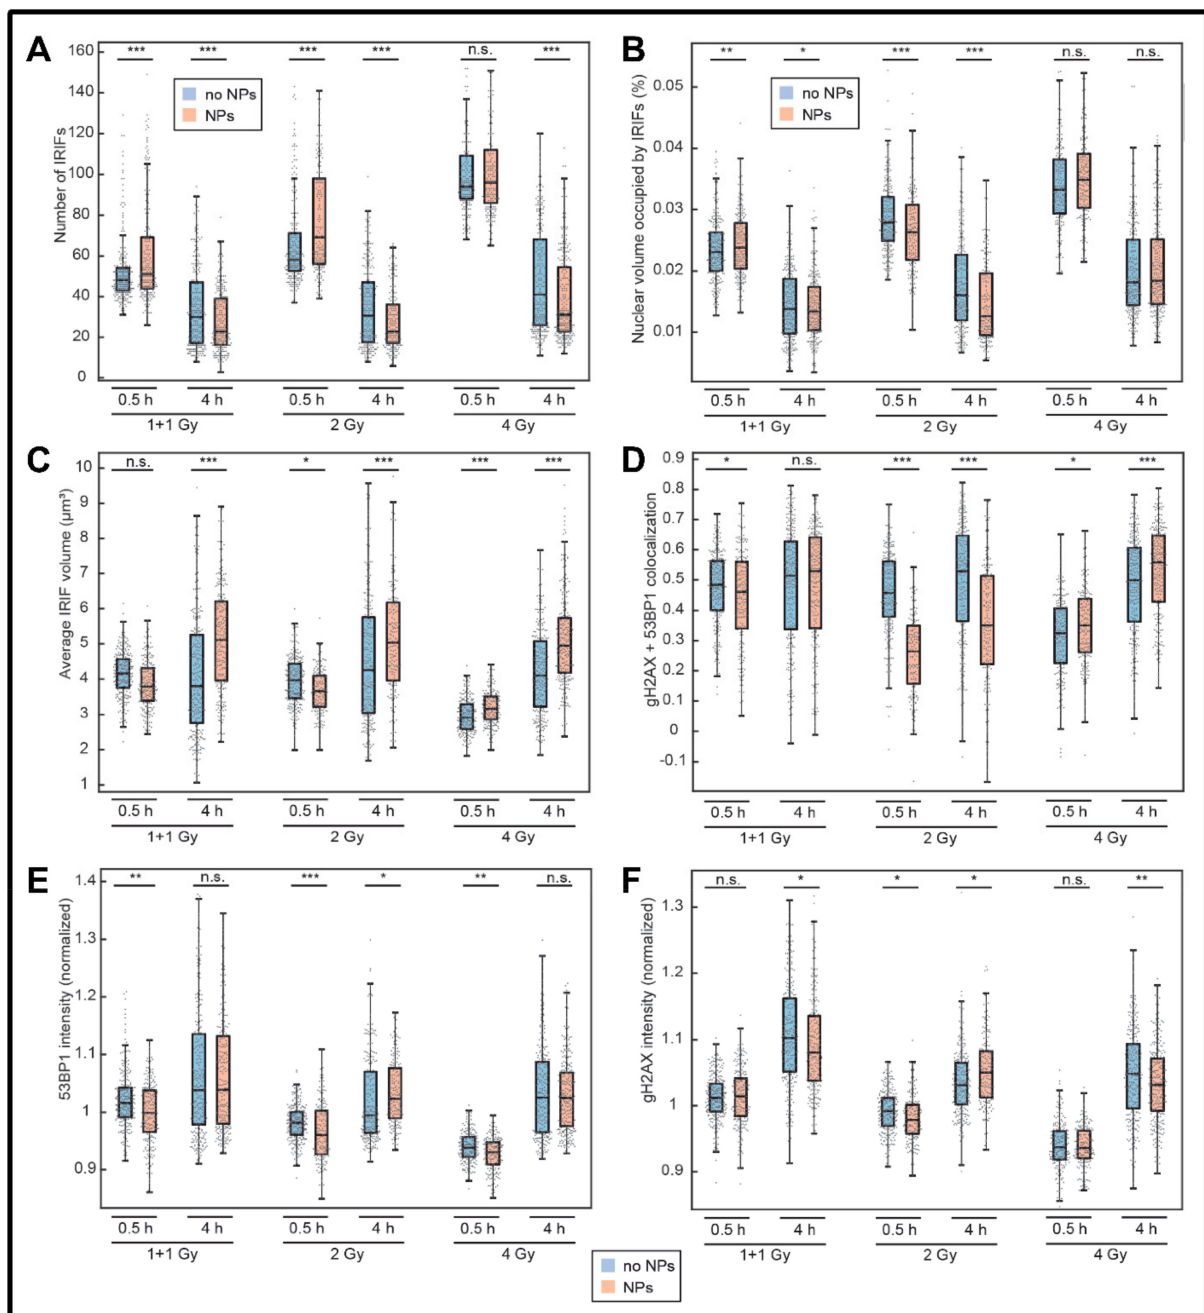 A
Number of IRIFs
160
140
120
100
80
60
40
20
0
*** *** *** *** n.s. ***
no NPs
NPs
0.5 h 4 h 0.5 h 4 h 0.5 h 4 h
1+1 Gy 2 Gy 4 Gy
B
Nuclear volume occupied by IRIFs (%)
0.05
0.04
0.03
0.02
0.01
** * *** *** n.s. n.s.
no NPs
NPs
0.5 h 4 h 0.5 h 4 h 0.5 h 4 h
1+1 Gy 2 Gy 4 Gy
C
Average IRIF volume (µm³)
10
9
8
7
6
5
4
3
2
1
n.s. *** * *** *** ***
0.5 h 4 h 0.5 h 4 h 0.5 h 4 h
1+1 Gy 2 Gy 4 Gy
D
gH2AX + 53BP1 colocalization
0.9
0.8
0.7
0.6
0.5
0.4
0.3
0.2
0.1
0
-0.1
* n.s. *** *** * ***
0.5 h 4 h 0.5 h 4 h 0.5 h 4 h
1+1 Gy 2 Gy 4 Gy
E
53BP1 intensity (normalized)
1.4
1.3
1.2
1.1
1.0
0.9
** n.s. *** * ** n.s.
0.5 h 4 h 0.5 h 4 h 0.5 h 4 h
1+1 Gy 2 Gy 4 Gy
F
gH2AX intensity (normalized)
1.3
1.2
1.1
1.0
0.9
n.s. * * * n.s. **
0.5 h 4 h 0.5 h 4 h 0.5 h 4 h
1+1 Gy 2 Gy 4 Gy
no NPs
NPs